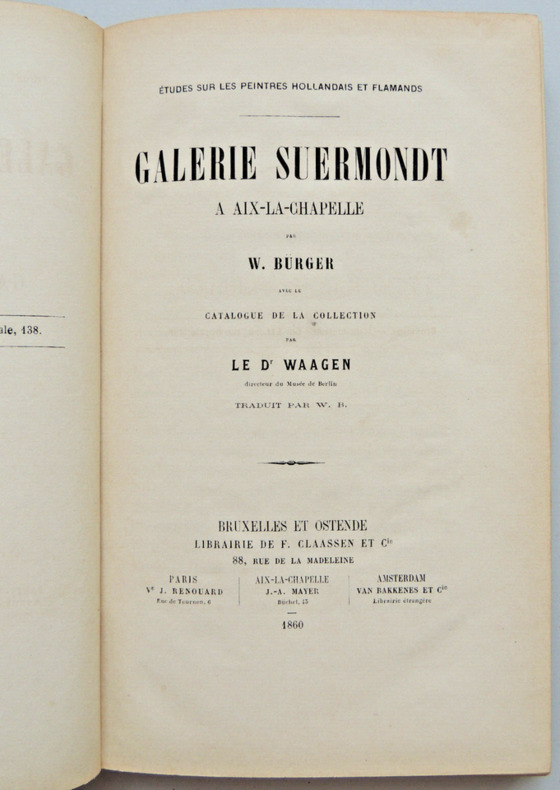 ale, 138.
ÉTUDES SUR LES PEINTRES HOLLANDAIS ET FLAMANDS
GALERIE SUERMONDT
A AIX-LA-CHAPELLE
PAR
W. BURGER
AVEC LE
CATALOGUE DE LA COLLECTION
PAR
LE Dr WAAGEN
directeur du Musée de Berlin
TRADUIT PAR W. B.
BRUXELLES ET OSTENDE
LIBRAIRIE DE F. CLAASSEN ET Cie
88, RUE DE LA MADELEINE
PARIS
Ve J. RENOUARD
Rue de Tournon, 6
AIX-LA-CHAPELLE
J.-A. MAYER
Büchel, 45
AMSTERDAM
VAN BAKKENES ET Cie
Librairie étrangère
1860